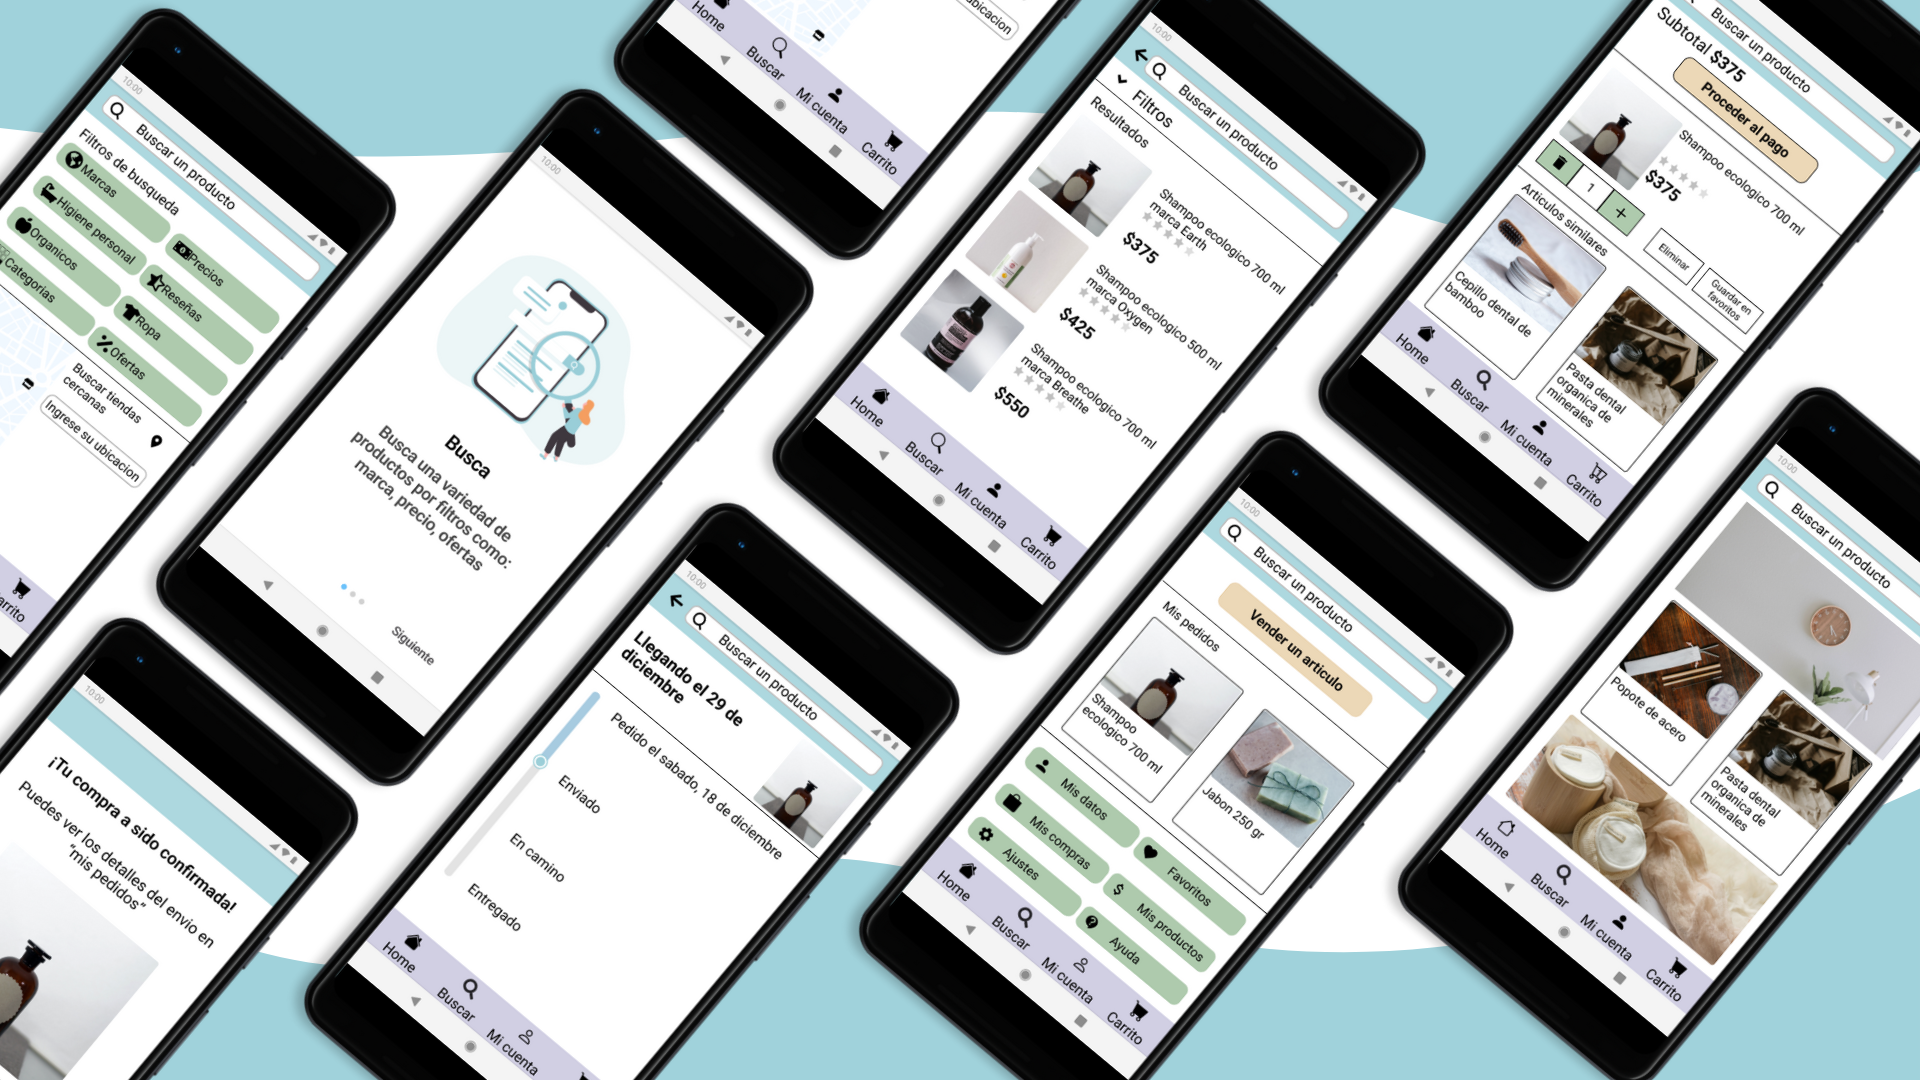 10:00
Buscar un producto
Filtros de busqueda
Marcas
Higiene personal
Organicos
Categorias
Precios
Reseñas
Ropa
Ofertas
Buscar tiendas
cercanas
Ingrese su ubicacion
arrito
10:00
Busca
Busca una variedad de
productos por filtros como:
marca, precio, ofertas
Siguiente
ubicacion
Home
Buscar
Mi cuenta
Carrito
10:00
Buscar un producto
Filtros
Resultados
Shampoo ecologico 700 ml
marca Earth
$375
Shampoo ecologico 500 ml
marca Oxygen
$425
Shampoo ecologico 700 ml
marca Breathe
$550
Home
Buscar
Mi cuenta
Carrito
Buscar un producto
Subtotal $375
Proceder al pago
Shampoo ecologico 700 ml
$375
1
+
Eliminar
Guardar en
favoritos
Articulos similares
Cepillo dental de
bamboo
Pasta dental
organica de
minerales
Home
Buscar
Mi cuenta
Carrito
10:00
¡Tu compra a sido confirmada!
Puedes ver los detalles del envio en
"mis pedidos"
10:00
Buscar un producto
Llegando el 29 de
diciembre
Pedido el sabado, 18 de diciembre
Enviado
En camino
Entregado
Home
Buscar
Mi cuenta
10:00
Buscar un producto
Vender un articulo
Mis pedidos
Shampoo
ecologico 700 ml
Jabon 250 gr
Mis datos
Mis compras
Ajustes
Favoritos
$
Mis productos
Ayuda
Home
Buscar
Mi cuenta
Carrito
10:00
Buscar un producto
Popote de acero
Pasta dental
organica de
minerales
Home
Buscar
Mi cuenta
Carrito